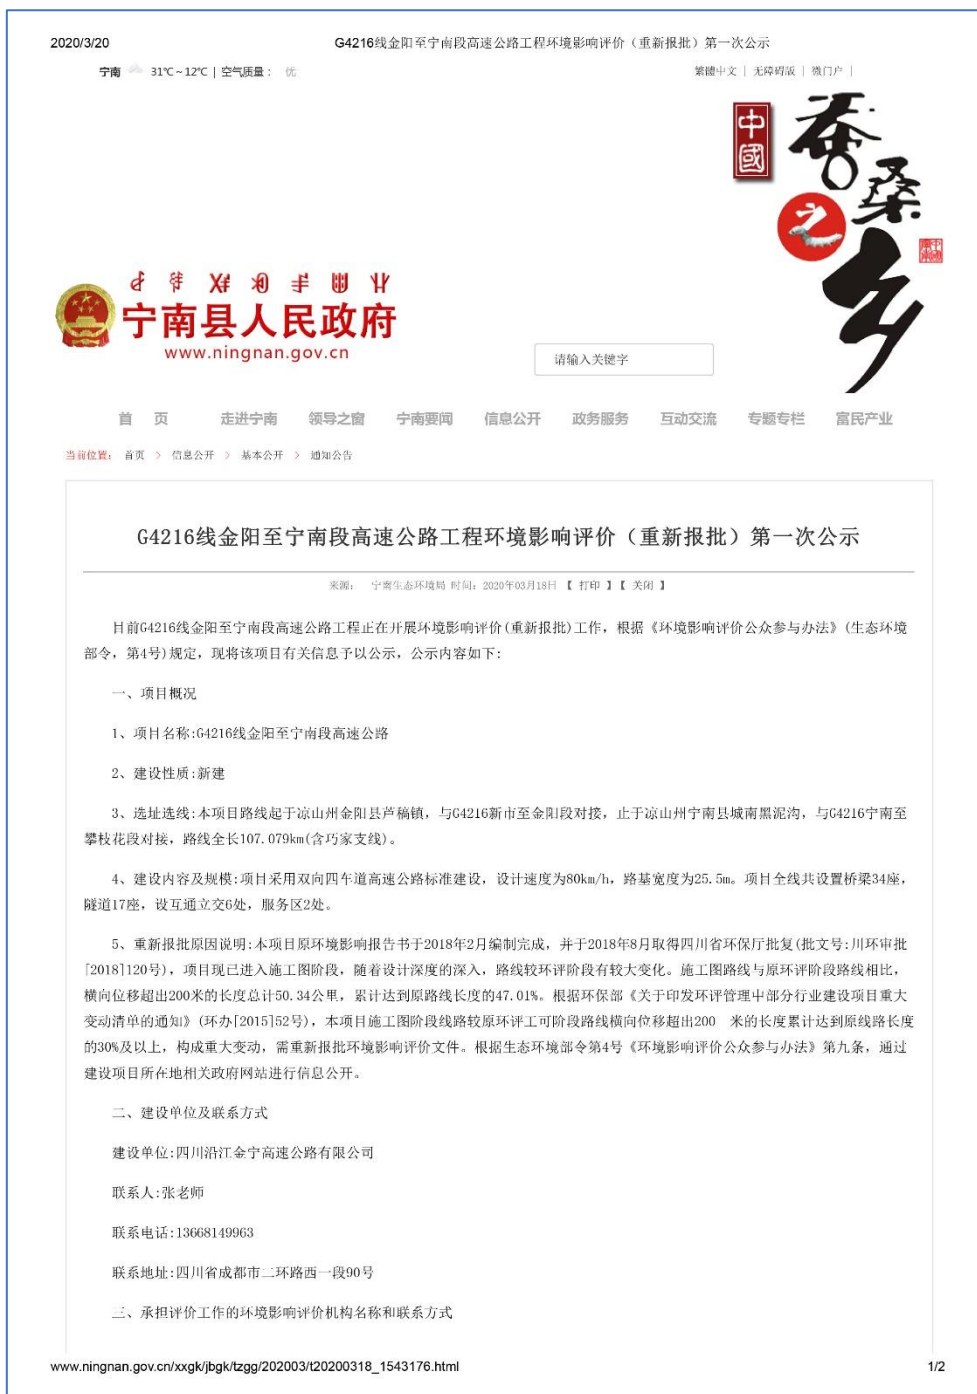 2020/3/20
G4216线金阳至宁南段高速公路工程环境影响评价（重新报批）第一次公示
宁南 31℃~12℃ | 空气质量： 优
繁體中文 | 无障碍版 | 微门户 |
中國
蚕桑之乡
宁南县人民政府
www.ningnan.gov.cn
请输入关键字
首 页 走进宁南 领导之窗 宁南要闻 信息公开 政务服务 互动交流 专题专栏 富民产业
当前位置： 首页 > 信息公开 > 基本公开 > 通知公告
G4216线金阳至宁南段高速公路工程环境影响评价（重新报批）第一次公示
来源： 宁南生态环境局 时间：2020年03月18日 【 打印 】【 关闭 】
目前G4216线金阳至宁南段高速公路工程正在开展环境影响评价(重新报批)工作，根据《环境影响评价公众参与办法》(生态环境
部令，第4号)规定，现将该项目有关信息予以公示，公示内容如下:
一、项目概况
1、项目名称:G4216线金阳至宁南段高速公路
2、建设性质:新建
3、选址选线:本项目路线起于凉山州金阳县芦稿镇，与G4216新市至金阳段对接，止于凉山州宁南县城南黑泥沟，与G4216宁南至
攀枝花段对接，路线全长107.079km(含巧家支线)。
4、建设内容及规模:项目采用双向四车道高速公路标准建设，设计速度为80km/h，路基宽度为25.5m。项目全线共设置桥梁34座，
隧道17座，设互通立交6处，服务区2处。
5、重新报批原因说明:本项目原环境影响报告书于2018年2月编制完成，并于2018年8月取得四川省环保厅批复(批文号:川环审批
[2018]120号)，项目现已进入施工图阶段，随着设计深度的深入，路线较环评阶段有较大变化。施工图路线与原环评阶段路线相比，
横向位移超出200米的长度总计50.34公里，累计达到原路线长度的47.01%。根据环保部《关于印发环评管理中部分行业建设项目重大
变动清单的通知》(环办[2015]52号)，本项目施工图阶段线路较原环评工可阶段路线横向位移超出200 米的长度累计达到原线路长度
的30%及以上，构成重大变动，需重新报批环境影响评价文件。根据生态环境部令第4号《环境影响评价公众参与办法》第九条，通过
建设项目所在地相关政府网站进行信息公开。
二、建设单位及联系方式
建设单位:四川沿江金宁高速公路有限公司
联系人:张老师
联系电话:13668149963
联系地址:四川省成都市二环路西一段90号
三、承担评价工作的环境影响评价机构名称和联系方式
www.ningnan.gov.cn/xxgk/jbgk/tzgg/202003/t20200318_1543176.html
1/2